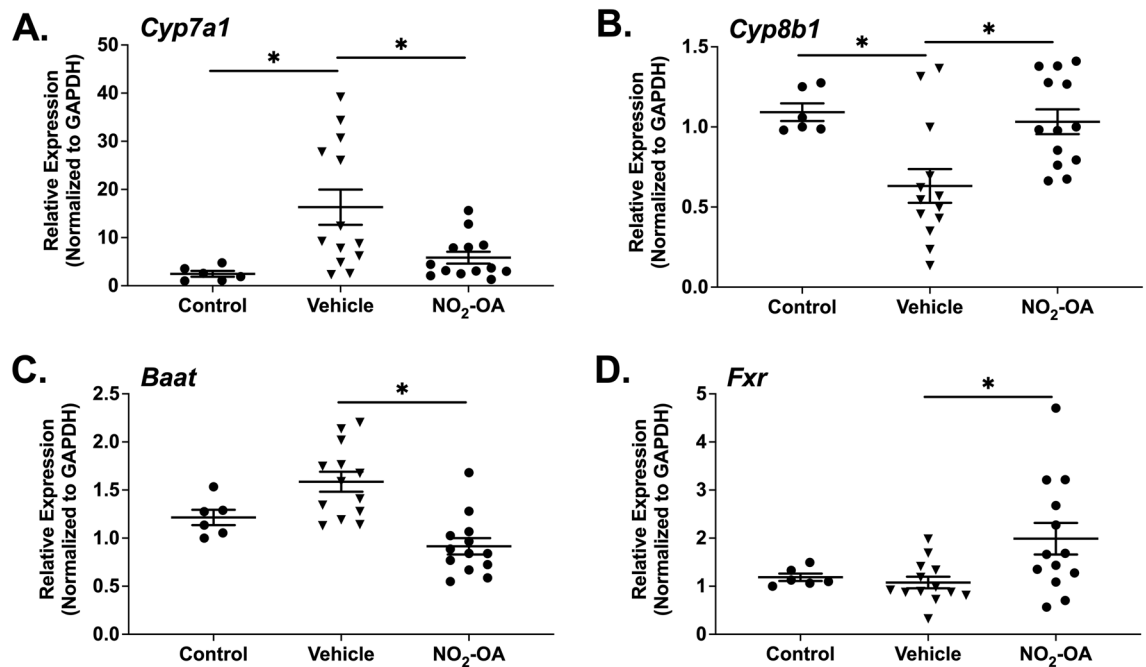 A.
Cyp7a1
Relative Expression
(Normalized to GAPDH)
50
40
30
20
10
0
*
*
Control
Vehicle
NO₂-OA
B.
Cyp8b1
Relative Expression
(Normalized to GAPDH)
1.5
1.0
0.5
0.0
*
*
Control
Vehicle
NO₂-OA
C.
Baat
Relative Expression
(Normalized to GAPDH)
2.5
2.0
1.5
1.0
0.5
0.0
*
Control
Vehicle
NO₂-OA
D.
Fxr
Relative Expression
(Normalized to GAPDH)
5
4
3
2
1
0
*
Control
Vehicle
NO₂-OA